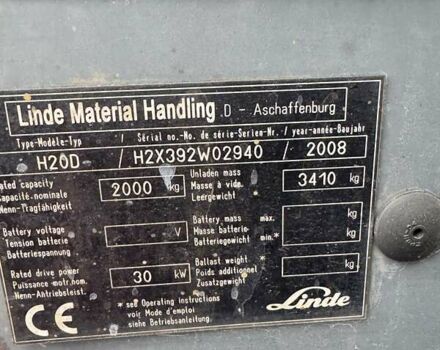 Linde Material Handling D - Aschaffenburg
Type-Modele-typ / Sérial no.-No. de série-Serien-Nr. / year-année-Baujahr
H20D / H2X392W02940 / 2008
ated capacity
Capacité-nominale 2000 kg
Nenn-Tragfähigkeit
Unladen mass
Masse à vide 3410 kg
Leergewicht
Battery voltage
Tension batterie V
Batteriespannung
Battery mass max. kg
Masse batterie
Batteriegewicht min.* kg
Rated drive power
Puissance mot.nom. 30 kW
Nenn-Antriebsleist.
Ballast weight *
Poids additionnel kg
Zusatzgewicht
CE
* see Operating instructions
voir Mode d'emploi
siehe Betriebsanleitung
Linde